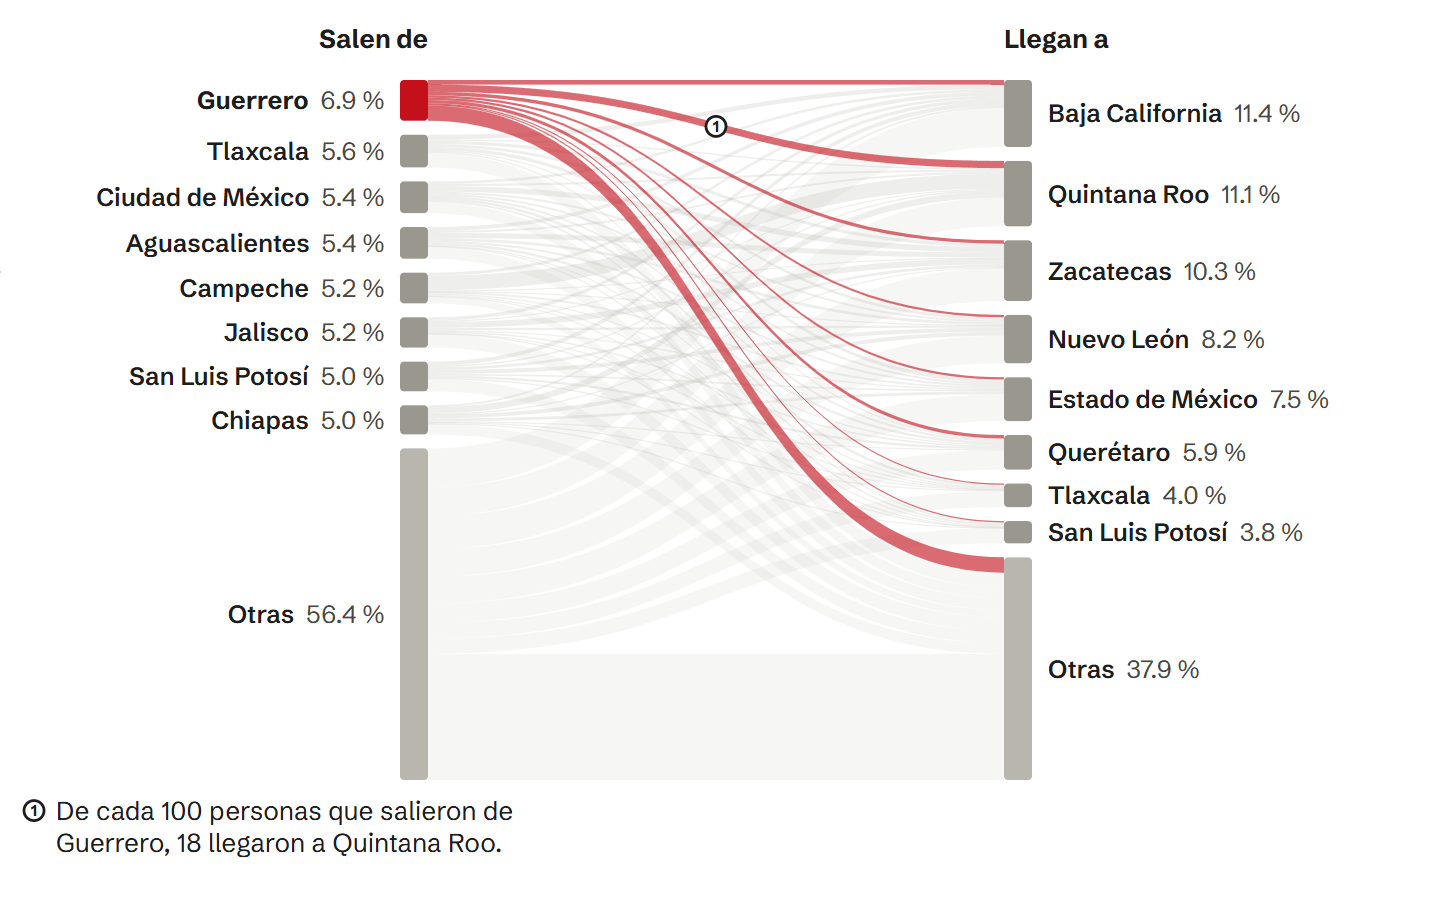 Salen de
Llegan a
Guerrero 6.9 %
Tlaxcala 5.6 %
Ciudad de México 5.4 %
Aguascalientes 5.4 %
Campeche 5.2 %
Jalisco 5.2 %
San Luis Potosí 5.0 %
Chiapas 5.0 %
Otras 56.4 %
1
Baja California 11.4 %
Quintana Roo 11.1 %
Zacatecas 10.3 %
Nuevo León 8.2 %
Estado de México 7.5 %
Querétaro 5.9 %
Tlaxcala 4.0 %
San Luis Potosí 3.8 %
Otras 37.9 %
1 De cada 100 personas que salieron de
Guerrero, 18 llegaron a Quintana Roo.